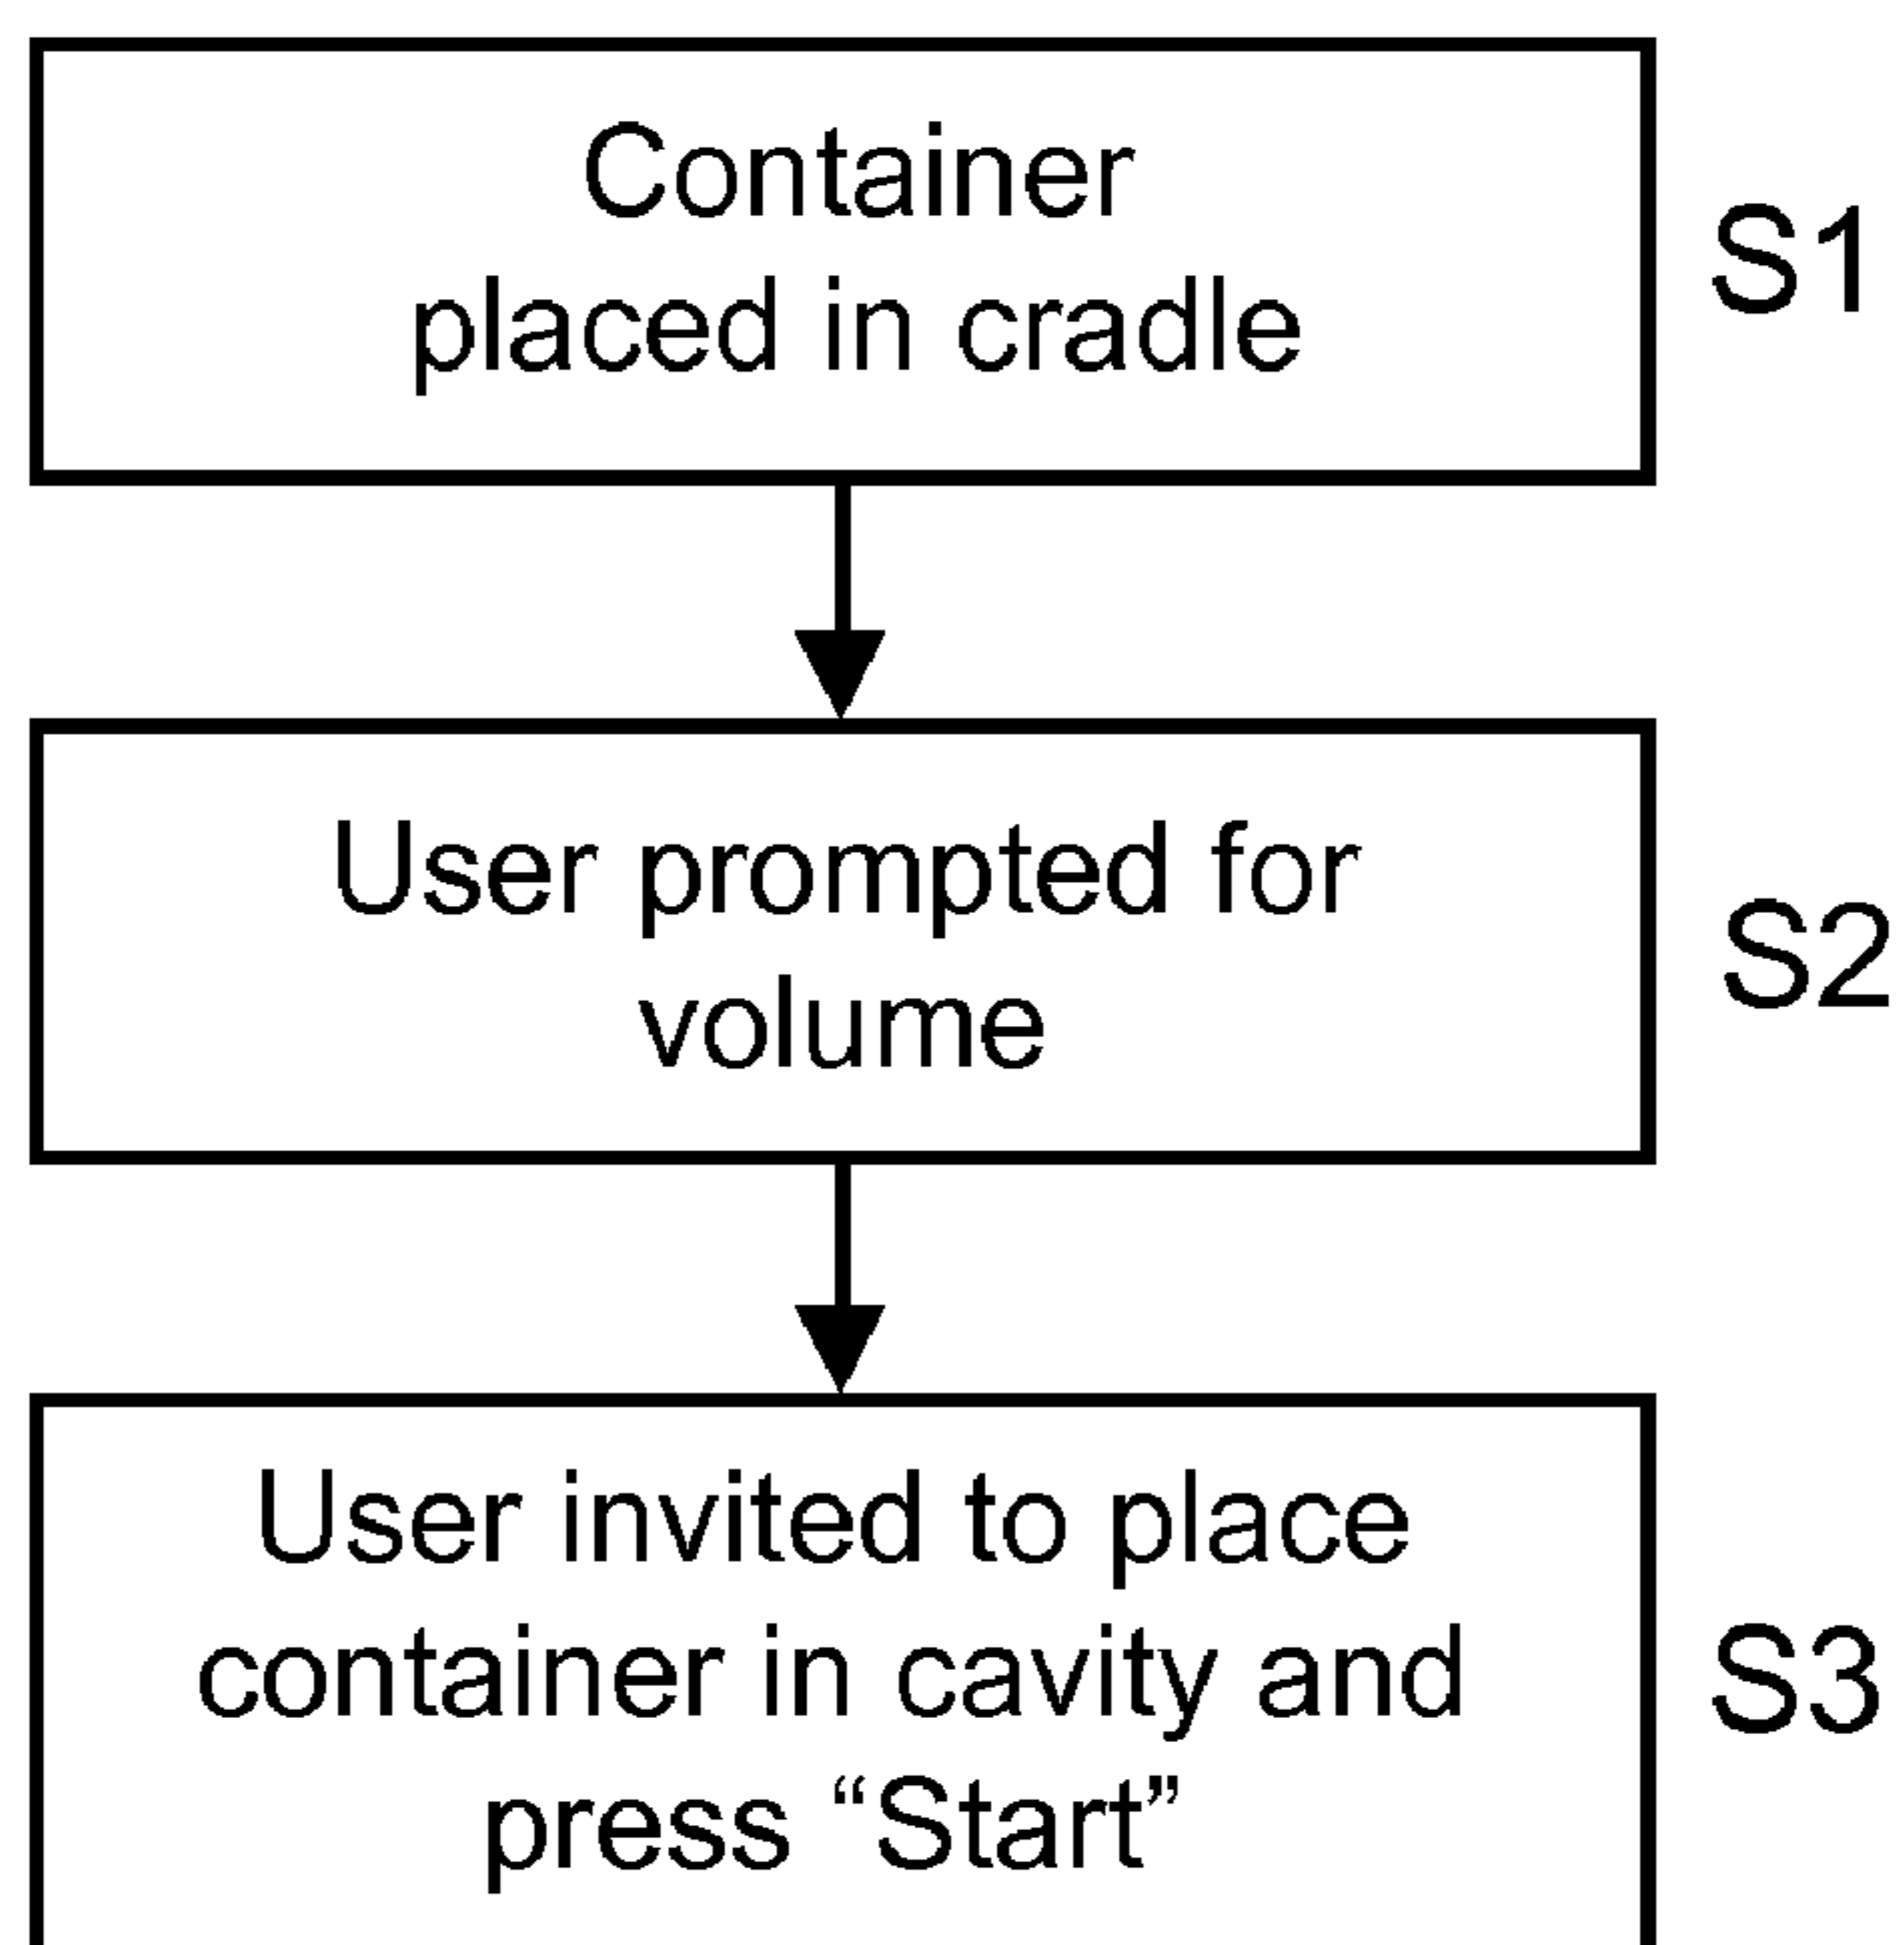 Container
placed in cradle
S1
User prompted for
volume
S2
User invited to place
container in cavity and
press “Start”
S3